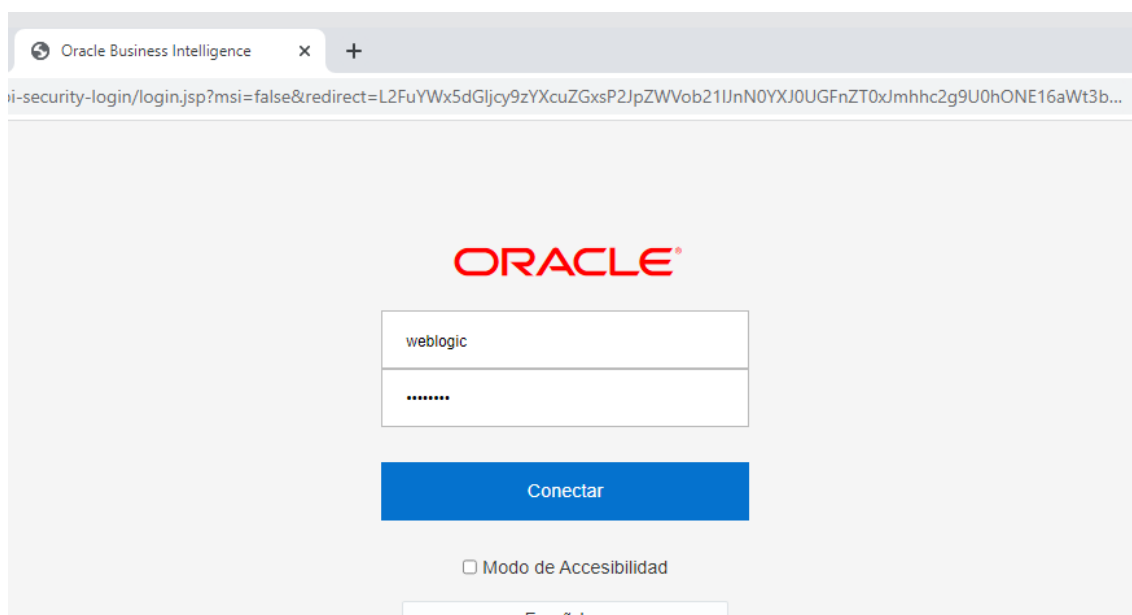 Oracle Business Intelligence
i-security-login/login.jsp?msi=false&redirect=L2FuYWx5dGljcy9zYXcuZGxsP2JpZWVob21lJnN0YXJ0UGFnZT0xJmhhc2g9U0hONE16aWt3b...
ORACLE
weblogic
••••••••
Conectar
Modo de Accesibilidad